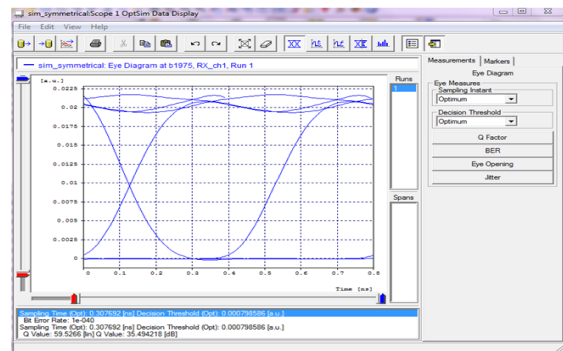 sim_symmetrical:Scope 1 OptSim Data Display
File Edit View Help
sim_symmetrical: Eye Diagram at b1975, RX_ch1, Run 1
Runs
1
Spans
[a.u.]
0.0225
0.02
0.0175
0.015
0.0125
0.01
0.0075
0.005
0.0025
0
0 0.1 0.2 0.3 0.4 0.5 0.6 0.7 0.8
Time [ns]
Measurements Markers
Eye Diagram
Eye Measures
Sampling Instant
Optimum
Decision Threshold
Optimum
Q Factor
BER
Eye Opening
Jitter
Sampling Time (Opt): 0.307692 [ns] Decision Threshold (Opt): 0.000798586 [a.u.]
Bit Error Rate: 1e-040
Sampling Time (Opt): 0.307692 [ns] Decision Threshold (Opt): 0.000798586 [a.u.]
Q Value: 59.5266 [lin] Q Value: 35.494218 [dB]